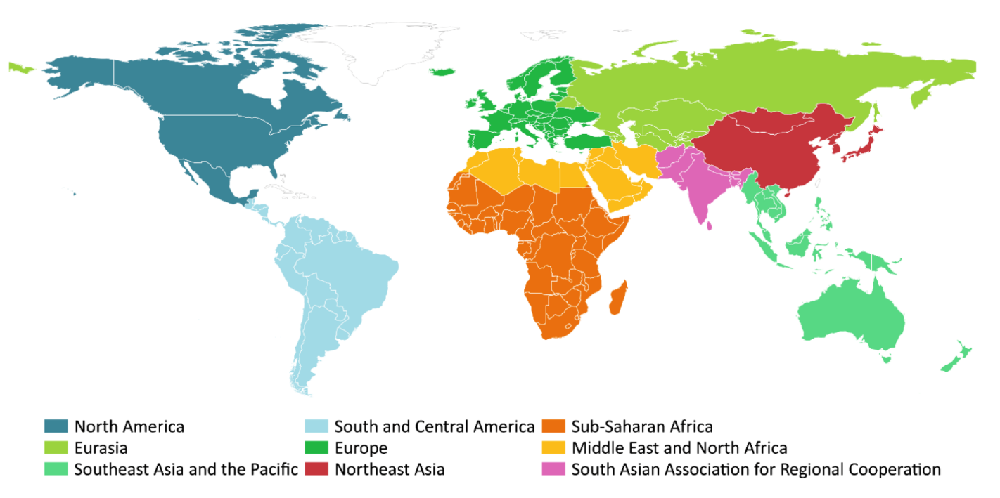 North America
South and Central America
Sub-Saharan Africa
Eurasia
Europe
Middle East and North Africa
Southeast Asia and the Pacific
Northeast Asia
South Asian Association for Regional Cooperation